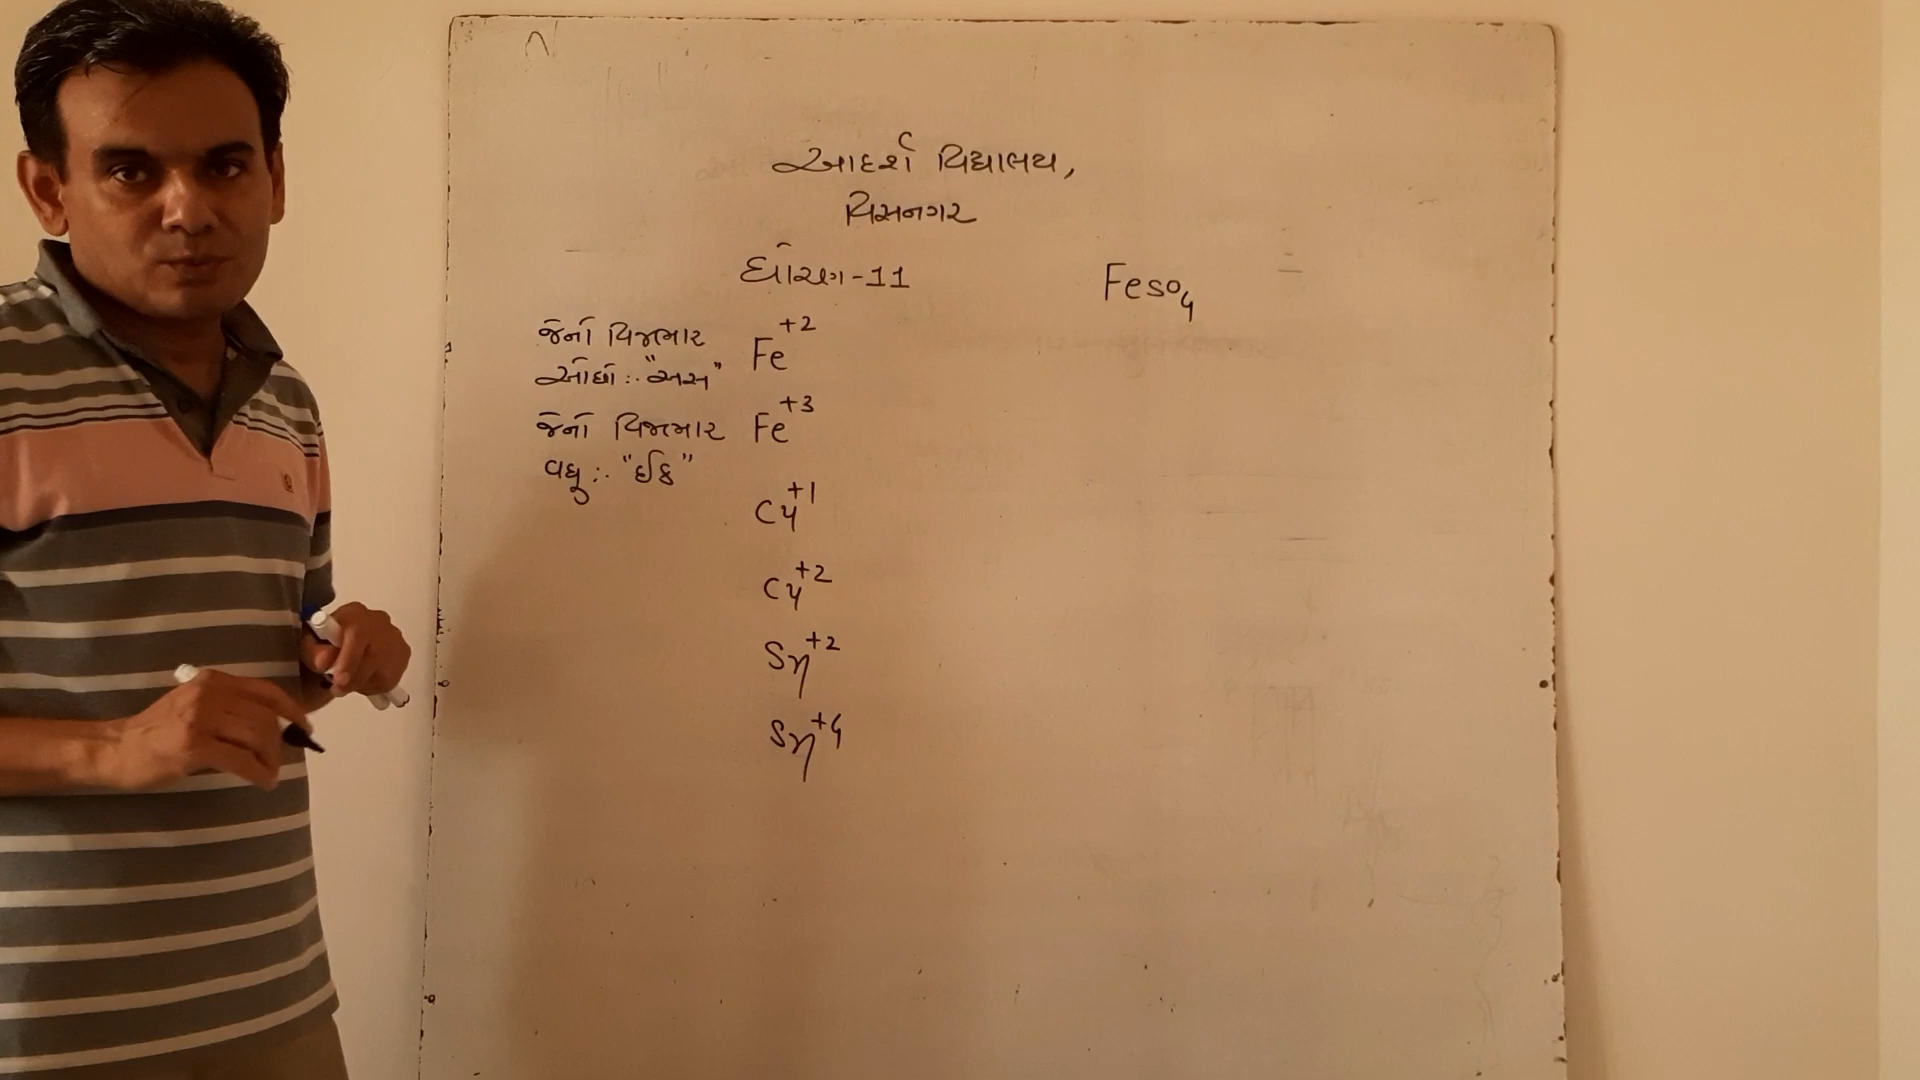 આદર્શ વિદ્યાલય,
વિસનગર
ધોરણ-11
FeSO4
જેનો વિજભાર
ઓછો ∴ "અસ"
Fe+2
જેનો વિજભાર
વધુ ∴ "ઈક"
Fe+3
Cu+1
Cu+2
Sn+2
Sn+4